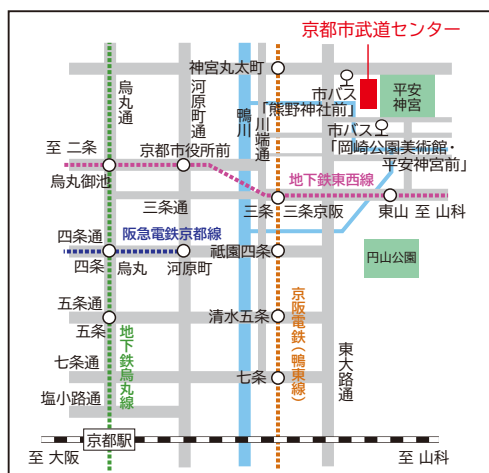 京都市武道センター
神宮丸太町
市バス
「熊野神社前」
平安
神宮
烏丸通
河原町通
鴨川
川端通
市バス
「岡崎公園美術館・
平安神宮前」
至 二条
京都市役所前
烏丸御池
地下鉄東西線
三条通
三条
三条京阪
東山
至 山科
四条通
阪急電鉄京都線
四条
烏丸
河原町
祇園四条
円山公園
五条通
五条
清水五条
地下鉄烏丸線
京阪電鉄(鴨東線)
東大路通
七条通
七条
塩小路通
京都駅
至 大阪
至 山科